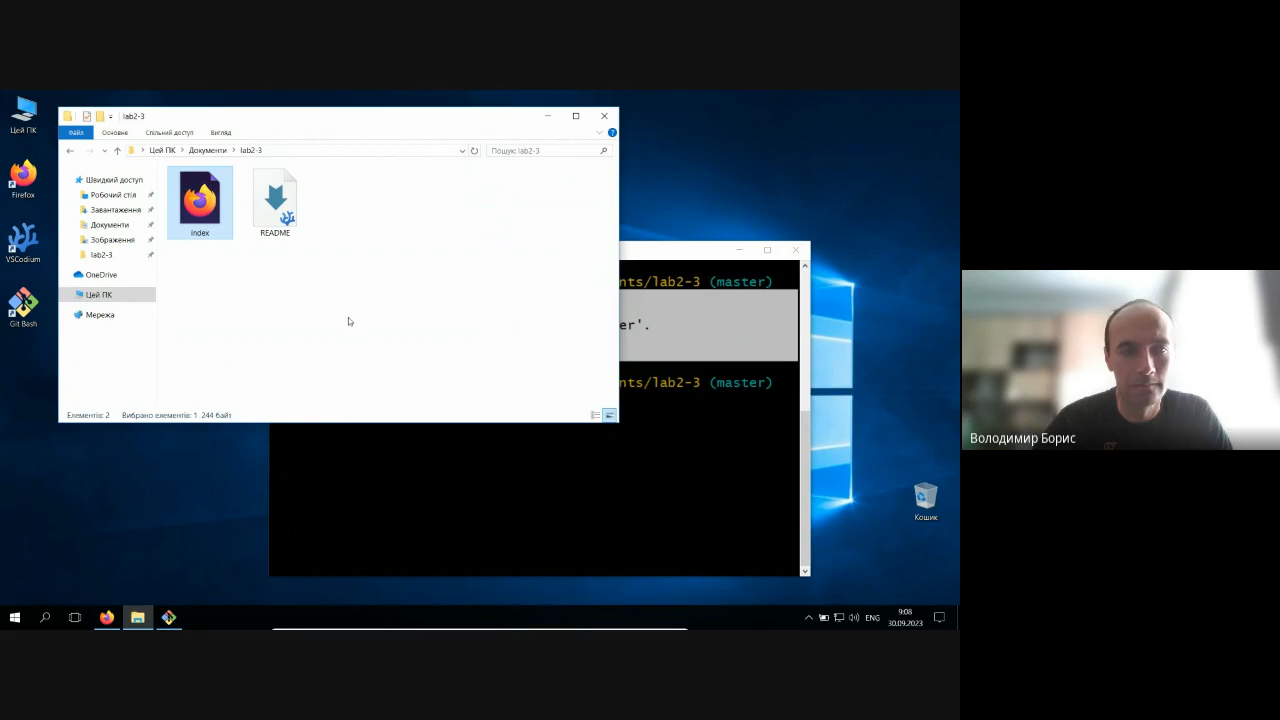 Цей ПК
Firefox
VSCodium
Git Bash
lab2-3
Файл
Основне
Спільний доступ
Вигляд
Цей ПК > Документи > lab2-3
Пошук: lab2-3
Швидкий доступ
Робочий стіл
Завантаження
Документи
Зображення
lab2-3
OneDrive
Цей ПК
Мережа
index
README
Елементів: 2
Вибрано елементів: 1 244 байт
nts/lab2-3 (master)
er'.
nts/lab2-3 (master)
Кошик
ENG
9:08
30.09.2023
Володимир Борис